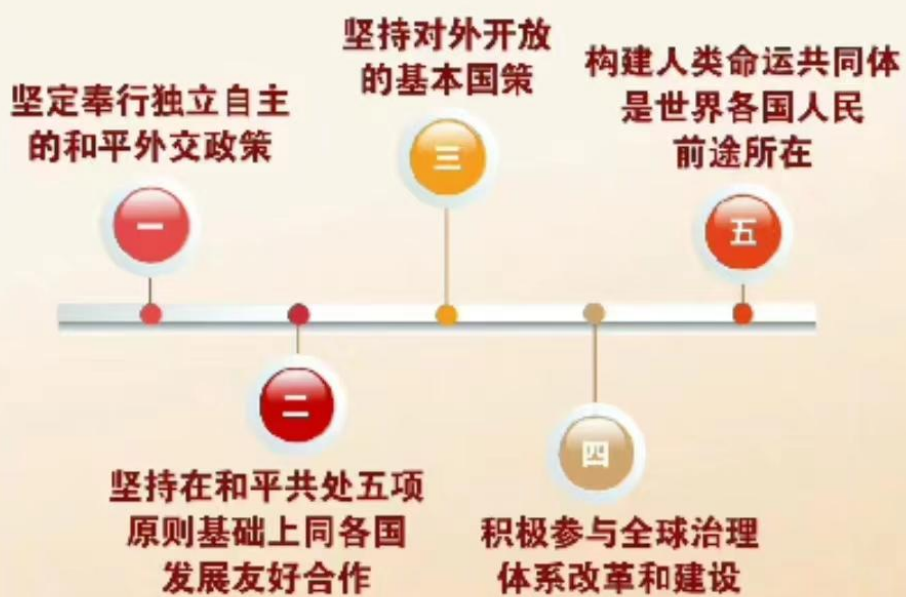 一
坚定奉行独立自主
的和平外交政策
二
坚持在和平共处五项
原则基础上同各国
发展友好合作
三
坚持对外开放
的基本国策
四
积极参与全球治理
体系改革和建设
五
构建人类命运共同体
是世界各国人民
前途所在